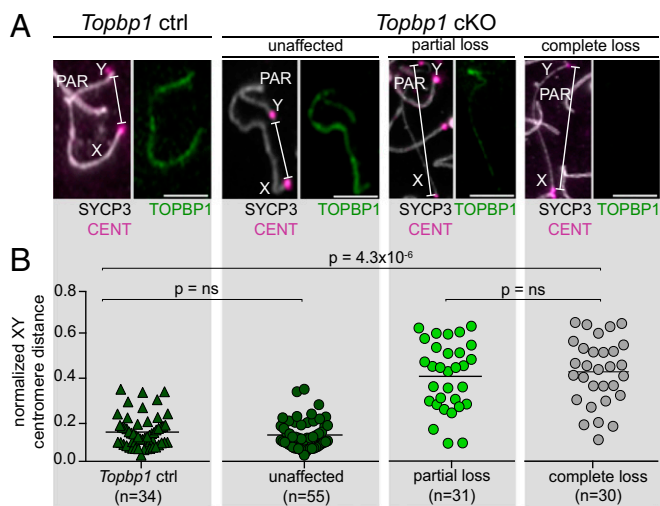 A
Topbp1 ctrl
Topbp1 cKO
unaffected
partial loss
complete loss
PAR
Y
X
PAR
Y
X
Y
PAR
X
Y
PAR
X
SYCP3 TOPBP1
CENT
SYCP3 TOPBP1
CENT
SYCP3 TOPBP1
CENT
SYCP3 TOPBP1
CENT
B
p = 4.3x10⁻⁶
p = ns
p = ns
normalized XY
centromere distance
0.8
0.6
0.4
0.2
0.0
Topbp1 ctrl
(n=34)
unaffected
(n=55)
partial loss
(n=31)
complete loss
(n=30)